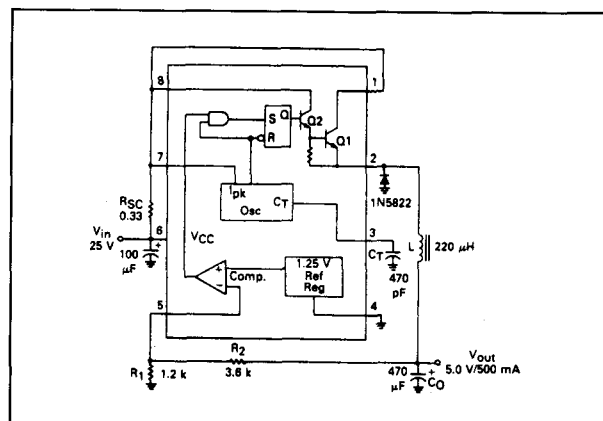 8
1
S Q
Q2
R
Q1
7
2
Ipk
Osc
CT
1N5822
RSC
0.33
VCC
3
L
220 μH
Vin
25 V
6
CT
100
μF
+
470
pF
+
−
Comp.
1.25 V
Ref
Reg
5
4
R2
3.6 k
R1
1.2 k
470
μF
+
CO
Vout
5.0 V/500 mA